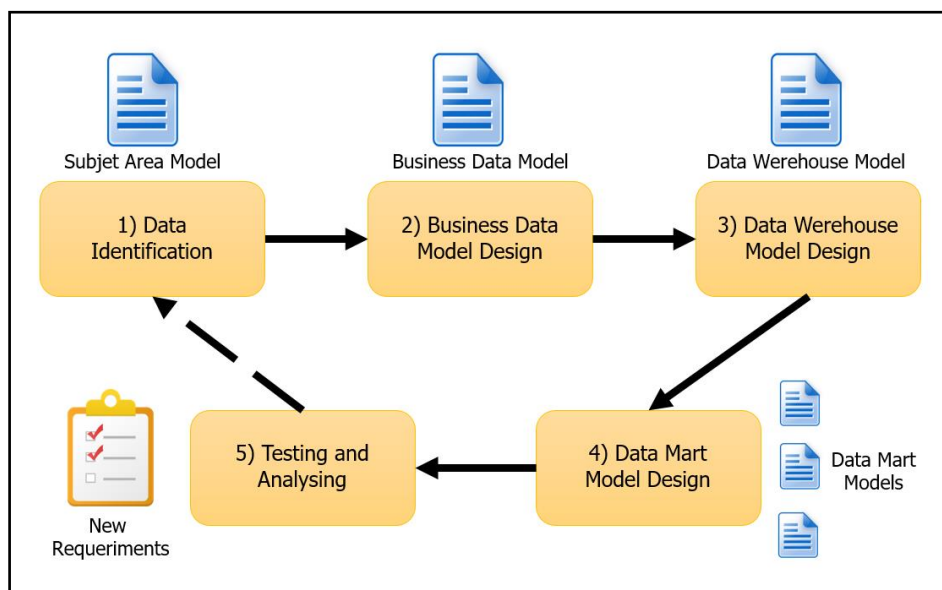 Subjet Area Model
Business Data Model
Data Werehouse Model
1) Data
Identification
2) Business Data
Model Design
3) Data Werehouse
Model Design
New
Requeriments
5) Testing and
Analysing
4) Data Mart
Model Design
Data Mart
Models